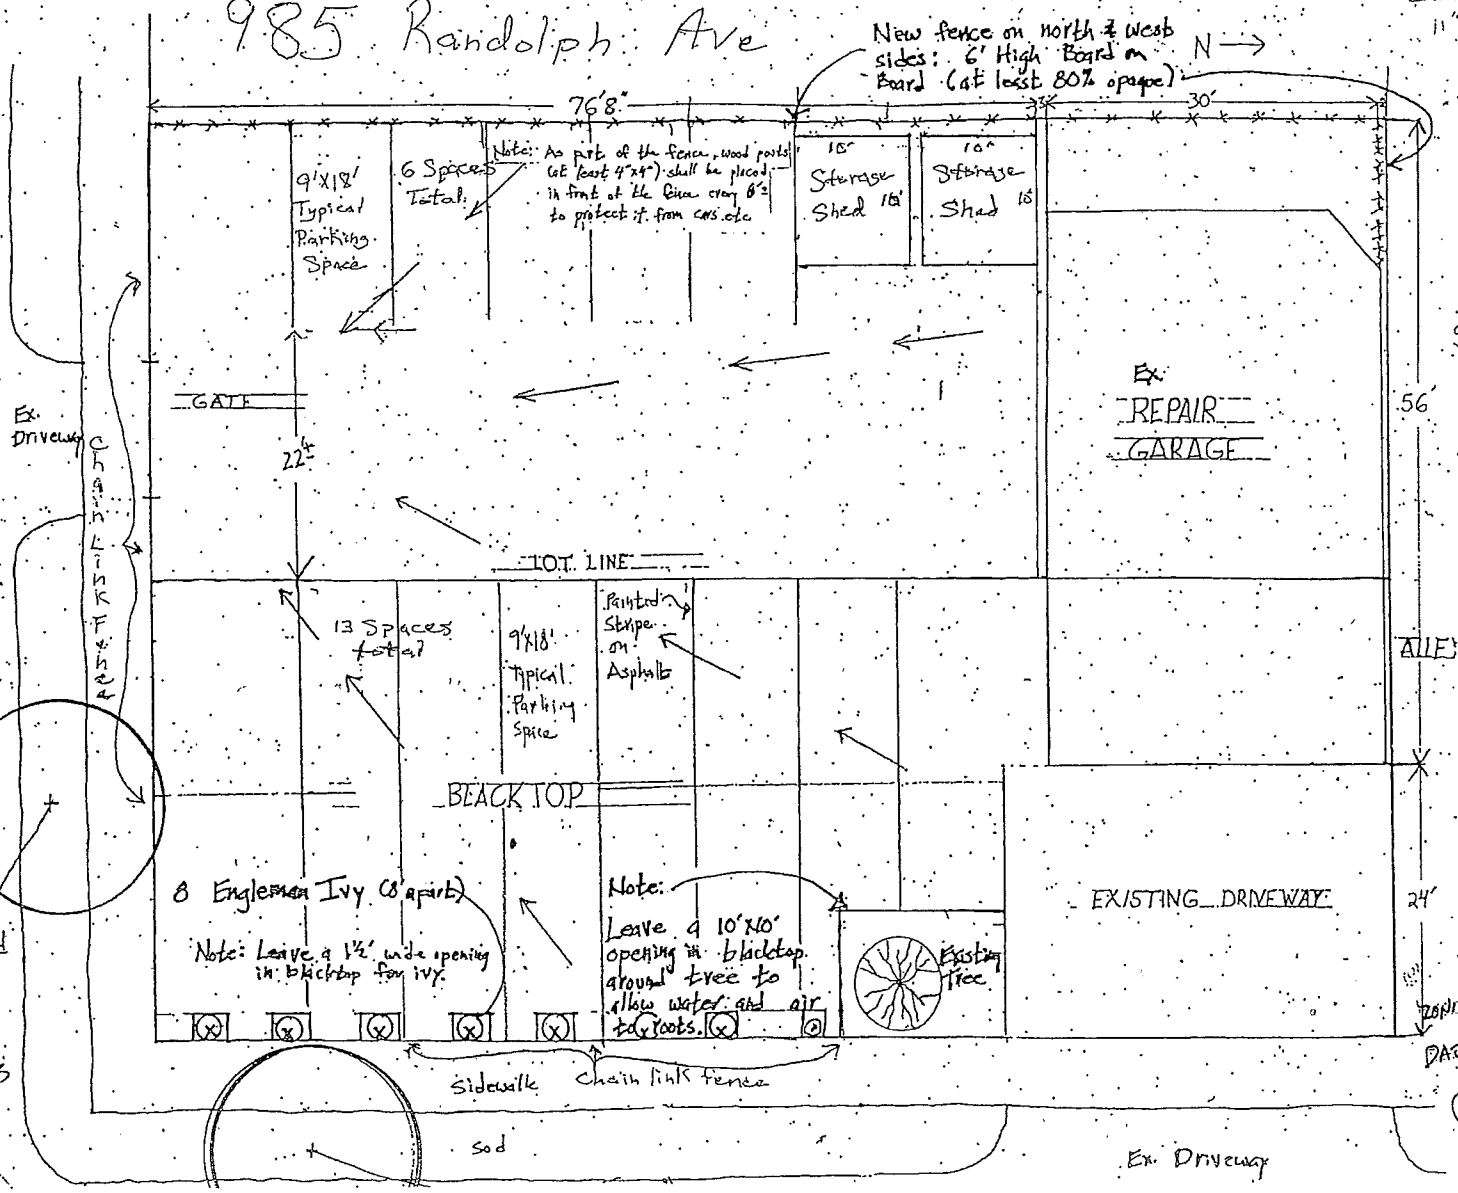 985 Randolph Ave
New fence on north & west
sides: 6' High Board on
Board (at least 80% opaque)
N
11'
76'8"
30'
9'X18'
Typical
Parking
Space
6 Spaces
Total
Note: As part of the fence, wood posts
(at least 4"x4") shall be placed
in front of the fence every 6'±
to protect it from cars etc
10'
Storage
Shed
10'
Storage
Shed
Ex.
Driveway
GATE
22'±
Chain Link Fence
Ex.
REPAIR
GARAGE
56'
LOT LINE
ALLEY
13 Spaces
total
9'X18'
Typical
Parking
Space
Painted
Stripe
on
Asphalt
BLACKTOP
8 Engleman Ivy (8' apart)
Note: Leave a 1½' wide opening
in blacktop for ivy.
Note:
Leave a 10'X10'
opening in blacktop
around tree to
allow water and air
to roots.
Existing
Tree
EXISTING DRIVEWAY
24'
Sidewalk
Chain link fence
sod
Ex. Driveway